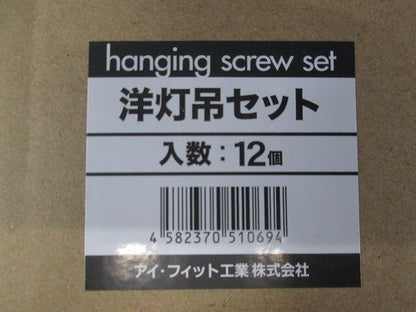 hanging screw set
洋灯吊セット
入数：12個
4 582370 510694
アイ・フィット工業 株式会社